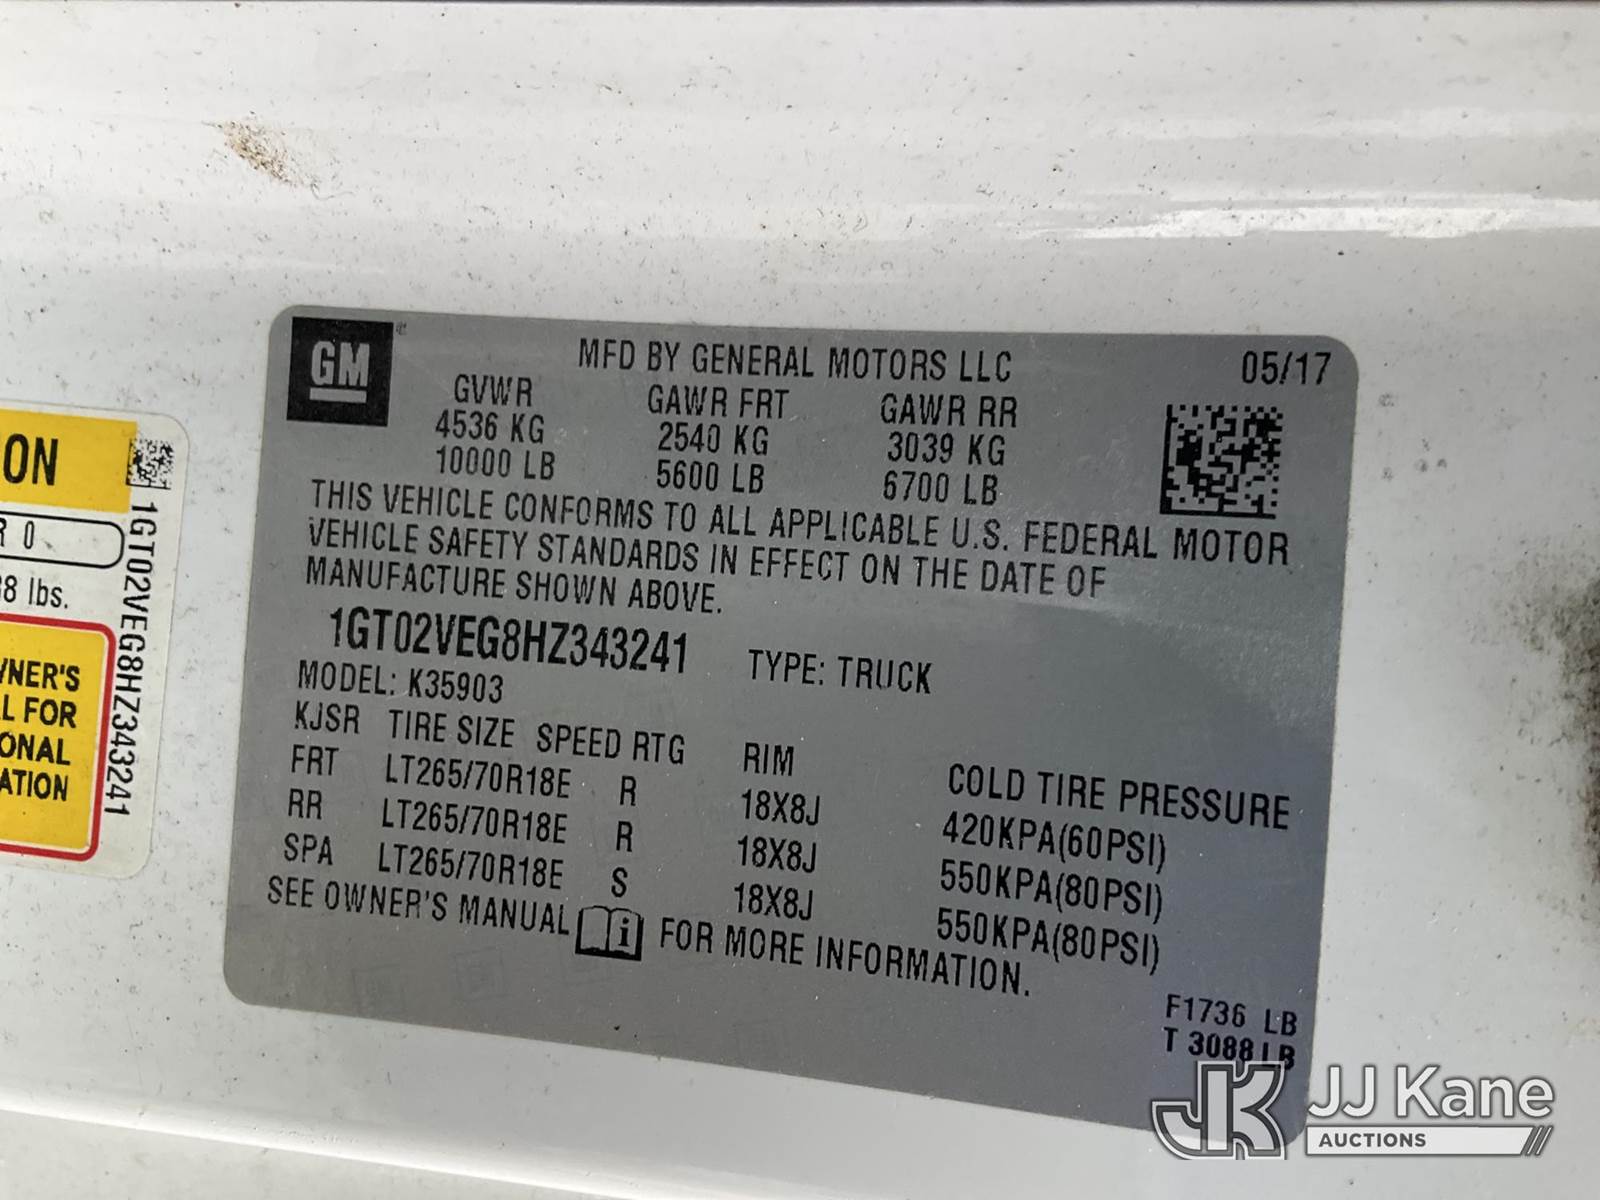 GM
MFD BY GENERAL MOTORS LLC 05/17
GVWR GAWR FRT GAWR RR
4536 KG 2540 KG 3039 KG
10000 LB 5600 LB 6700 LB
THIS VEHICLE CONFORMS TO ALL APPLICABLE U.S. FEDERAL MOTOR
VEHICLE SAFETY STANDARDS IN EFFECT ON THE DATE OF
MANUFACTURE SHOWN ABOVE.
1GT02VEG8HZ343241 TYPE: TRUCK
MODEL: K35903
KJSR TIRE SIZE SPEED RTG RIM COLD TIRE PRESSURE
FRT LT265/70R18E R 18X8J 420KPA(60PSI)
RR LT265/70R18E R 18X8J 550KPA(80PSI)
SPA LT265/70R18E S 18X8J 550KPA(80PSI)
SEE OWNER'S MANUAL i FOR MORE INFORMATION.
F1736 LB
T 3088 LB
1GT02VEG8HZ343241
ION
R 0
8 lbs.
WNER'S
L FOR
ONAL
ATION
JK JJ Kane
AUCTIONS